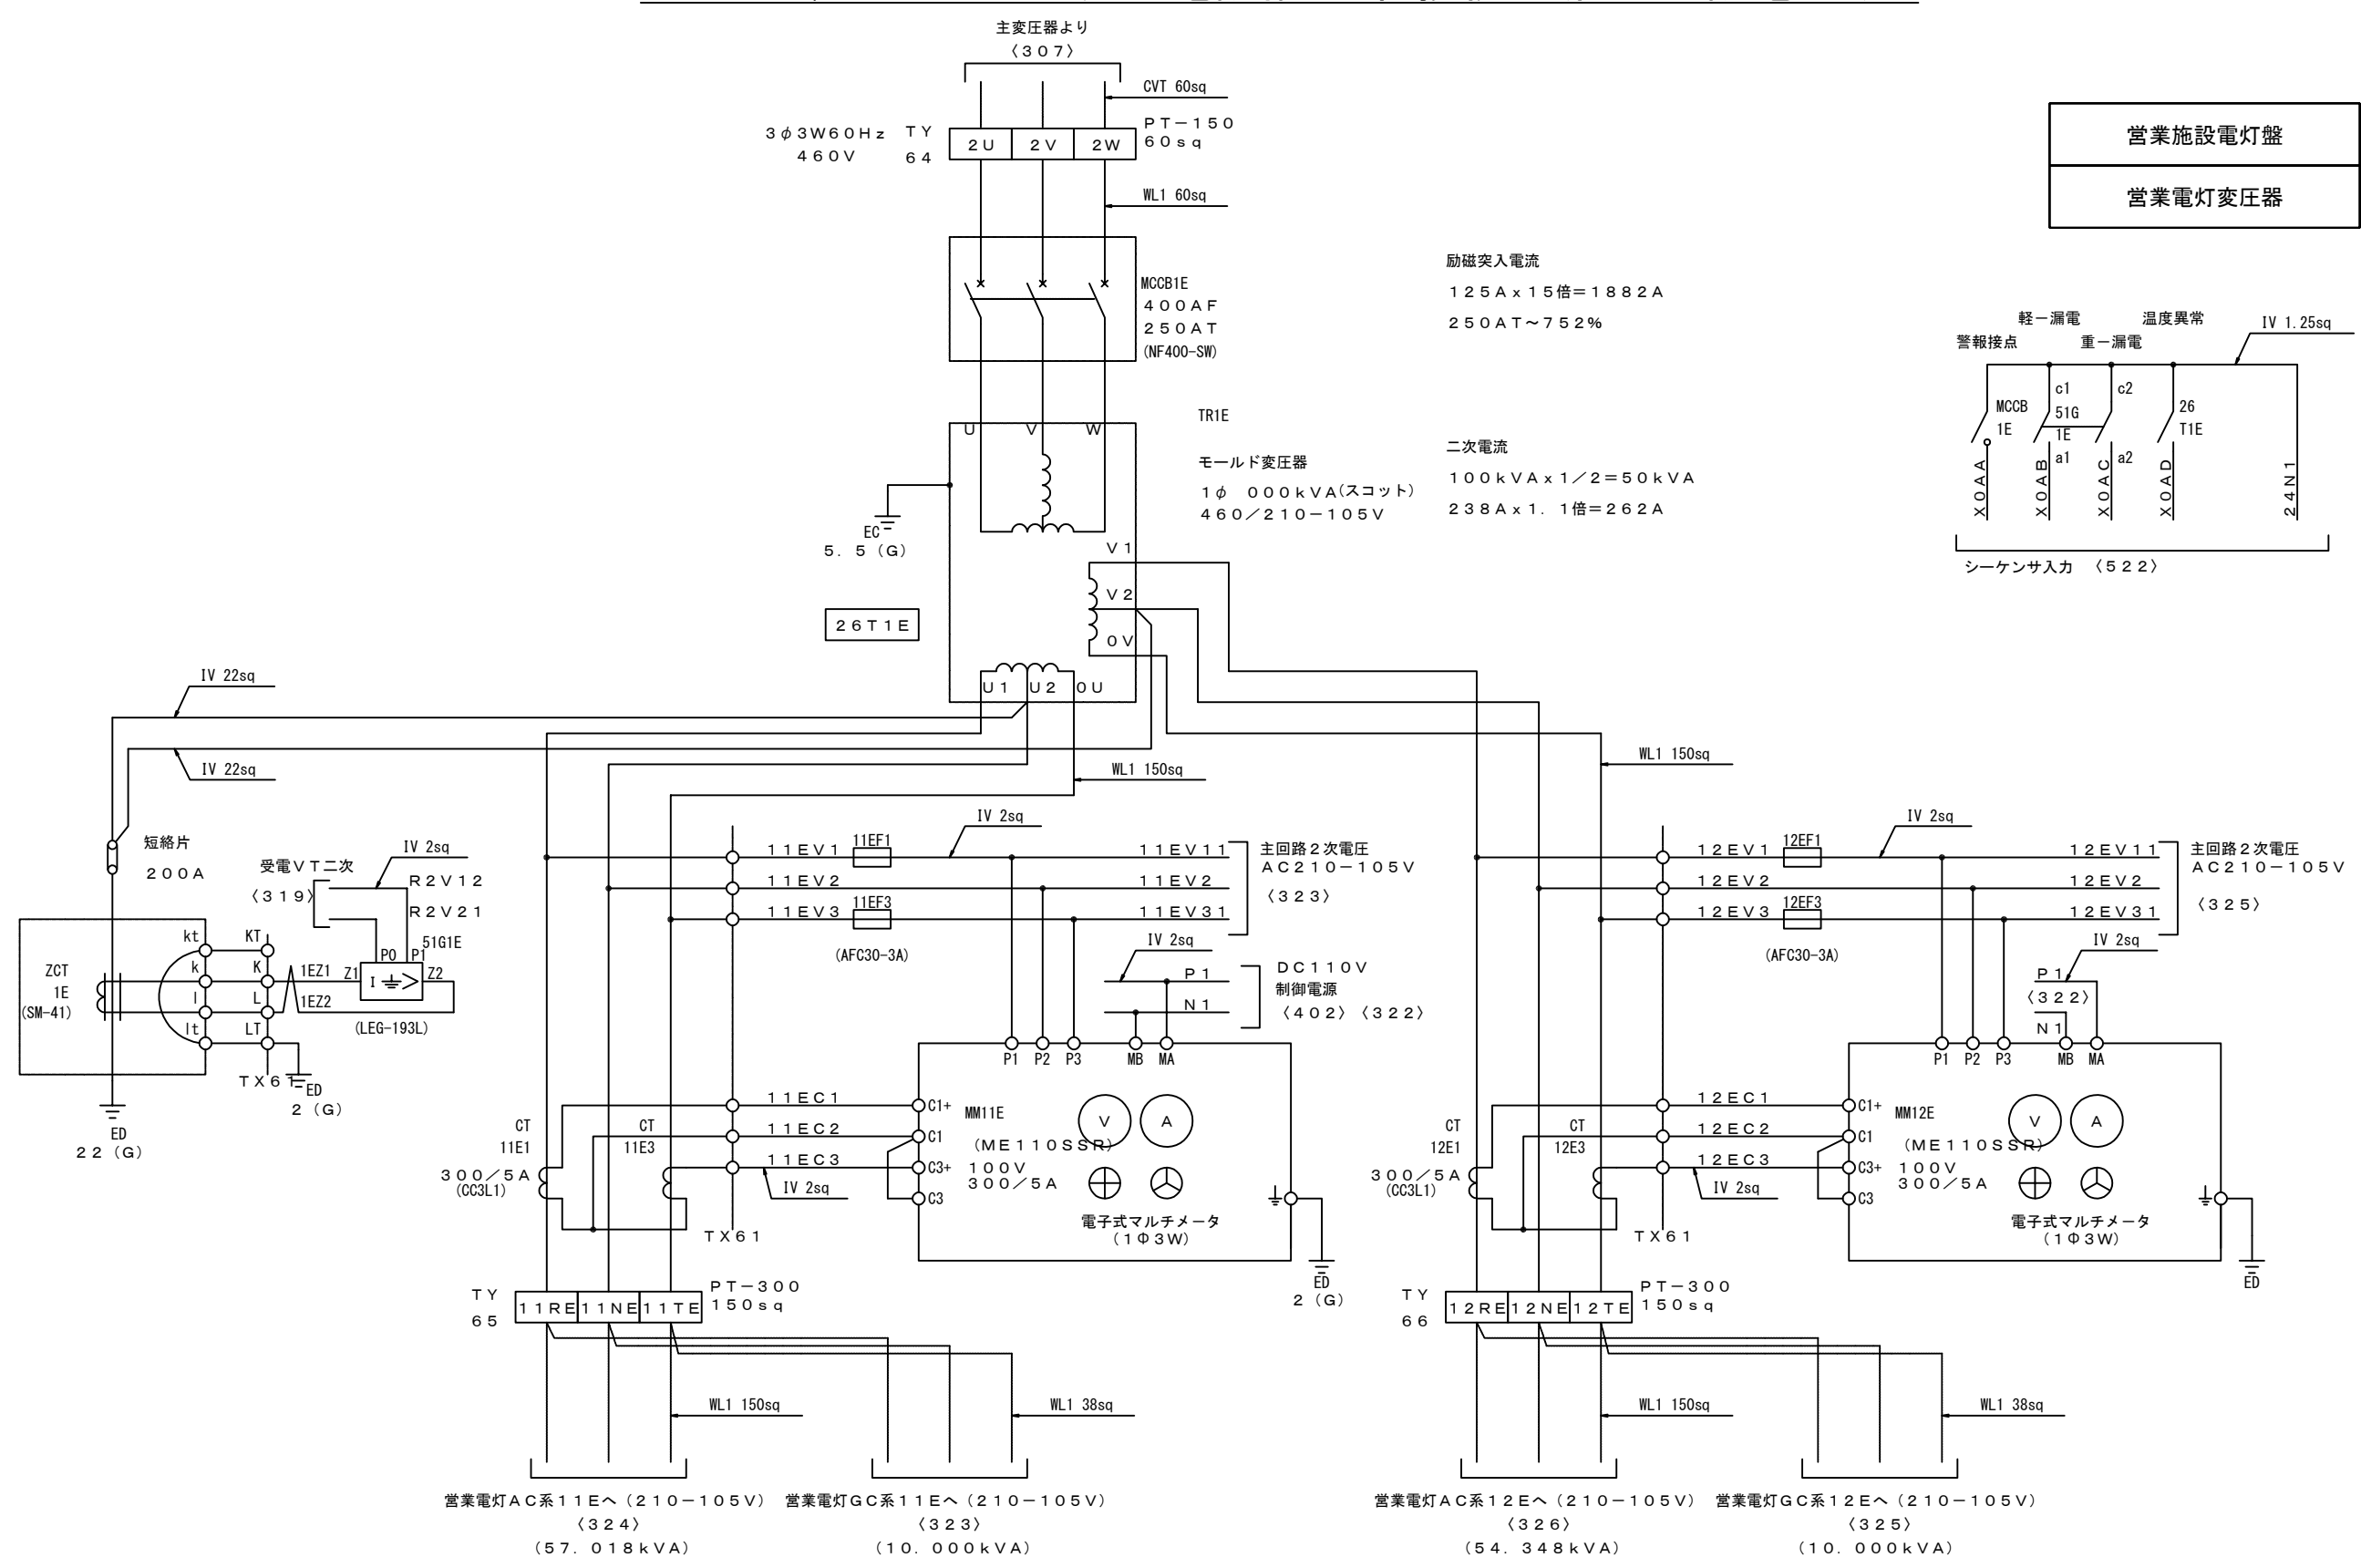 主変圧器より
〈３０７〉
CVT 60sq
３φ３Ｗ６０Ｈｚ
４６０Ｖ
ＴＹ
６４
２Ｕ
２Ｖ
２Ｗ
ＰＴ－１５０
６０ｓｑ
WL1 60sq
営業施設電灯盤
営業電灯変圧器
MCCB1E
４００ＡＦ
２５０ＡＴ
(NF400-SW)
励磁突入電流
１２５Ａｘ１５倍＝１８８２Ａ
２５０ＡＴ～７５２％
軽－漏電
温度異常
IV 1.25sq
警報接点
重－漏電
MCCB
1E
c1
51G
1E
a1
c2
a2
26
T1E
Ｘ０ＡＡ
Ｘ０ＡＢ
Ｘ０ＡＣ
Ｘ０ＡＤ
２４Ｎ１
シーケンサ入力　〈５２２〉
TR1E
Ｕ
Ｖ
Ｗ
モールド変圧器
１φ　０００ｋＶＡ(スコット)
４６０／２１０－１０５Ｖ
二次電流
１００ｋＶＡｘ１／２＝５０ｋＶＡ
２３８Ａｘ１．１倍＝２６２Ａ
EC
５．５（Ｇ）
Ｖ１
Ｖ２
０Ｖ
２６Ｔ１Ｅ
Ｕ１
Ｕ２
０Ｕ
IV 22sq
IV 22sq
WL1 150sq
WL1 150sq
短絡片
２００Ａ
受電ＶＴ二次
〈３１９〉
IV 2sq
Ｒ２Ｖ１２
Ｒ２Ｖ２１
ZCT
1E
(SM-41)
kt
k
l
lt
KT
K
L
LT
1EZ1
1EZ2
Z1
P0
P1
51G1E
I
Z2
(LEG-193L)
ＴＸ６１
ED
２（Ｇ）
ED
２２（Ｇ）
IV 2sq
１１ＥＶ１
11EF1
１１ＥＶ１１
１１ＥＶ２
１１ＥＶ２
１１ＥＶ３
11EF3
１１ＥＶ３１
(AFC30-3A)
主回路２次電圧
ＡＣ２１０－１０５Ｖ
〈３２３〉
IV 2sq
Ｐ１
Ｎ１
ＤＣ１１０Ｖ
制御電源
〈４０２〉〈３２２〉
P1
P2
P3
MB
MA
１１ＥＣ１
１１ＥＣ２
１１ＥＣ３
IV 2sq
C1+
C1
C3+
C3
MM11E
（ＭＥ１１０ＳＳＲ）
１００Ｖ
３００／５Ａ
V
A
電子式マルチメータ
（１Φ３Ｗ）
ED
２（Ｇ）
CT
11E1
CT
11E3
３００／５Ａ
(CC3L1)
ＴＸ６１
ＴＹ
６５
１１ＲＥ
１１ＮＥ
１１ＴＥ
ＰＴ－３００
１５０ｓｑ
WL1 150sq
WL1 38sq
営業電灯ＡＣ系１１Ｅへ（２１０－１０５Ｖ）
〈３２４〉
（５７．０１８ｋＶＡ）
営業電灯ＧＣ系１１Ｅへ（２１０－１０５Ｖ）
〈３２３〉
（１０．０００ｋＶＡ）
IV 2sq
１２ＥＶ１
12EF1
１２ＥＶ１１
１２ＥＶ２
１２ＥＶ２
１２ＥＶ３
12EF3
１２ＥＶ３１
(AFC30-3A)
主回路２次電圧
ＡＣ２１０－１０５Ｖ
〈３２５〉
IV 2sq
Ｐ１
〈３２２〉
Ｎ１
P1
P2
P3
MB
MA
１２ＥＣ１
１２ＥＣ２
１２ＥＣ３
IV 2sq
C1+
C1
C3+
C3
MM12E
（ＭＥ１１０ＳＳＲ）
１００Ｖ
３００／５Ａ
V
A
電子式マルチメータ
（１Φ３Ｗ）
ED
CT
12E1
CT
12E3
３００／５Ａ
(CC3L1)
ＴＸ６１
ＴＹ
６６
１２ＲＥ
１２ＮＥ
１２ＴＥ
ＰＴ－３００
１５０ｓｑ
WL1 150sq
WL1 38sq
営業電灯ＡＣ系１２Ｅへ（２１０－１０５Ｖ）
〈３２６〉
（５４．３４８ｋＶＡ）
営業電灯ＧＣ系１２Ｅへ（２１０－１０５Ｖ）
〈３２５〉
（１０．０００ｋＶＡ）